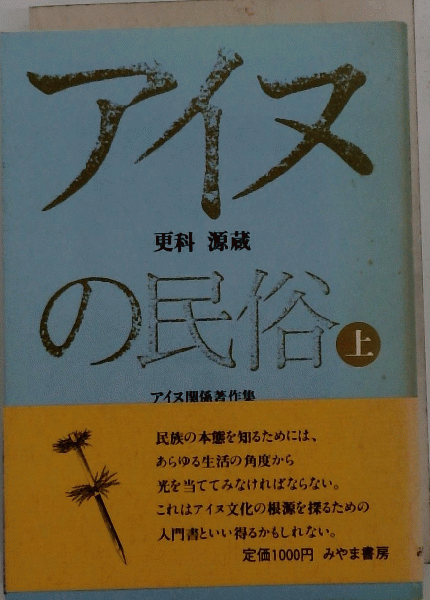 アイヌ
更科 源蔵
の民俗 上
アイヌ関係著作集
民族の本態を知るためには、
あらゆる生活の角度から
光を当ててみなければならない。
これはアイヌ文化の根源を探るための
入門書といい得るかもしれない。
定価1000円 みやま書房